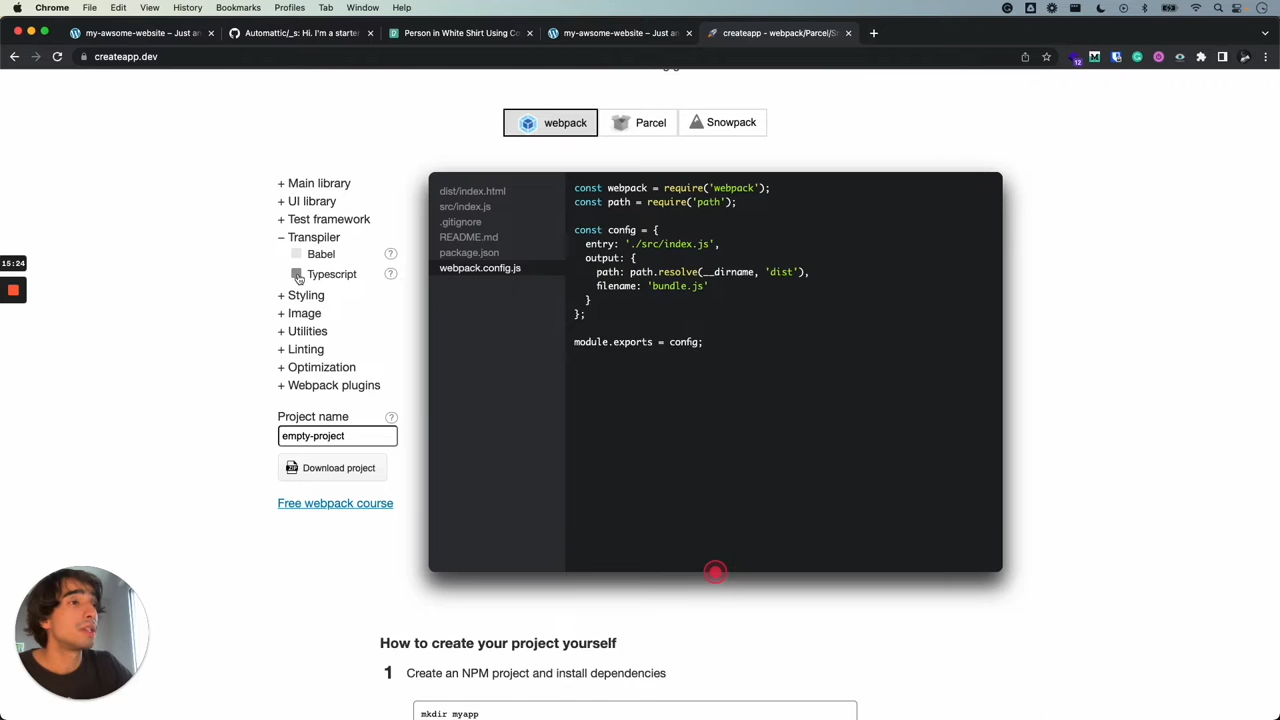 Chrome File Edit View History Bookmarks Profiles Tab Window Help
my-awsome-website – Just an
Automattic/_s: Hi. I'm a starter
Person in White Shirt Using Co
my-awsome-website – Just an
createapp - webpack/Parcel/Sn
createapp.dev
12
webpack
Parcel
Snowpack
+ Main library
+ UI library
+ Test framework
– Transpiler
Babel ?
Typescript ?
+ Styling
+ Image
+ Utilities
+ Linting
+ Optimization
+ Webpack plugins
Project name ?
empty-project
ZIP Download project
Free webpack course
15:24
dist/index.html
src/index.js
.gitignore
README.md
package.json
webpack.config.js
const webpack = require('webpack');
const path = require('path');
const config = {
entry: './src/index.js',
output: {
path: path.resolve(__dirname, 'dist'),
filename: 'bundle.js'
}
};
module.exports = config;
How to create your project yourself
1 Create an NPM project and install dependencies
mkdir myapp